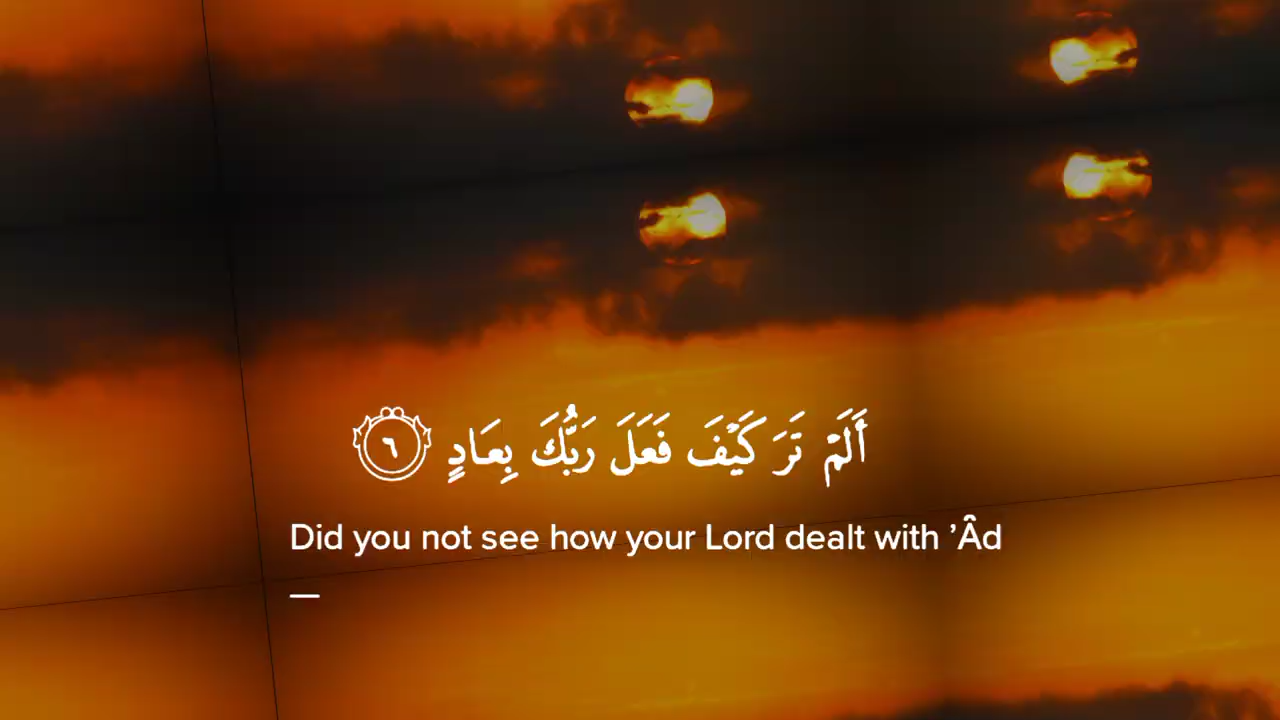 أَلَمْ تَرَ كَيْفَ فَعَلَ رَبُّكَ بِعَادٍ ٦
Did you not see how your Lord dealt with ’Âd
—